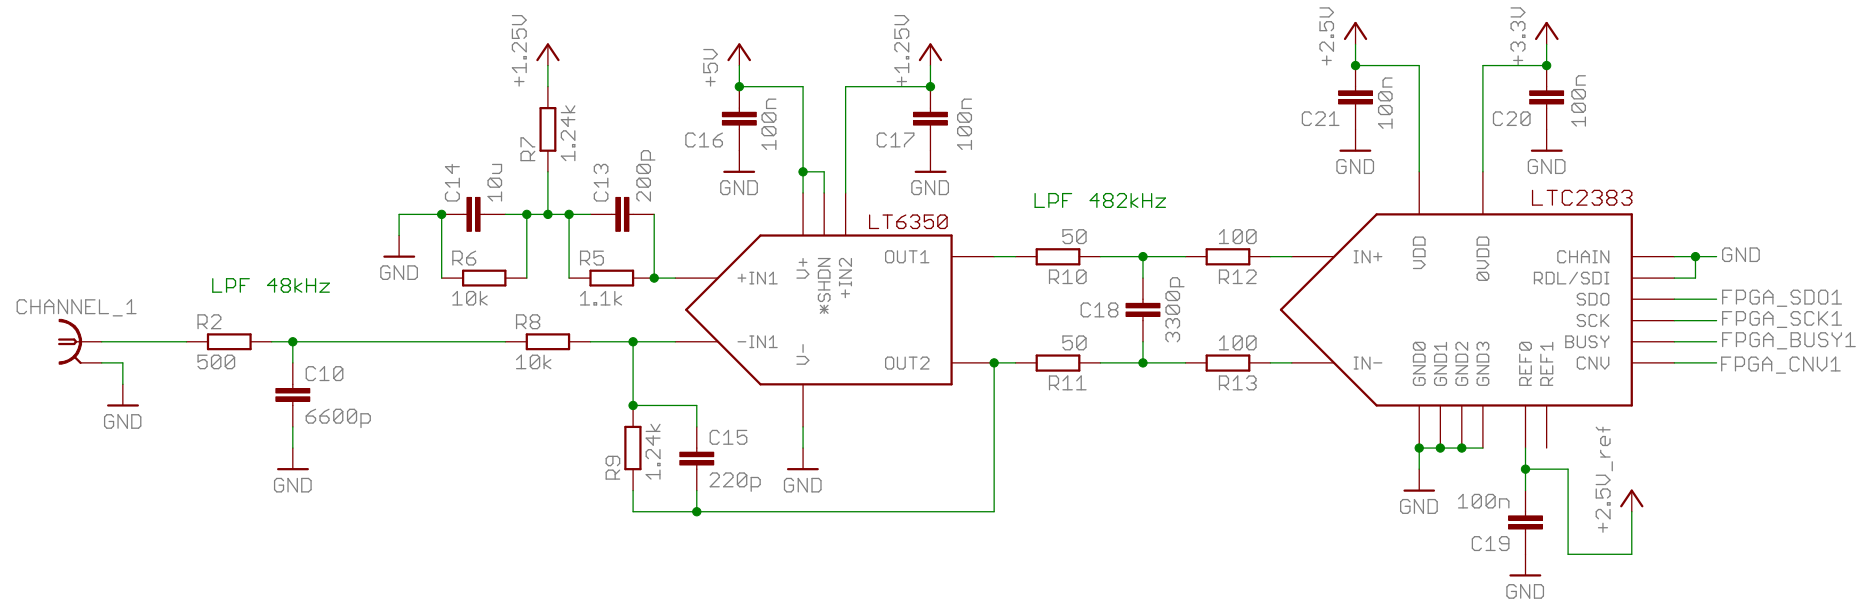 CHANNEL_1
GND
LPF 48kHz
R2
500
C10
6600p
GND
R8
10k
+1.25V
R7
1.24k
C14
10u
C13
200p
GND
R6
10k
R5
1.1k
R9
1.24k
C15
220p
+5V
C16
100n
GND
+1.25V
C17
100n
GND
LT6350
+IN1
-IN1
V+
*SHDN
+IN2
V-
OUT1
OUT2
GND
LPF 482kHz
50
R10
100
R12
C18
3300p
50
R11
100
R13
+2.5V
C21
100n
GND
+3.3V
C20
100n
GND
LTC2383
IN+
IN-
VDD
0VDD
CHAIN
RDL/SDI
SDO
SCK
BUSY
CNV
GND0
GND1
GND2
GND3
REF0
REF1
GND
FPGA_SDO1
FPGA_SCK1
FPGA_BUSY1
FPGA_CNV1
GND
100n
C19
GND
+2.5V_ref